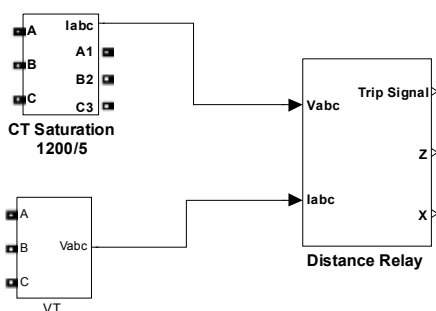 A
Iabc
A1
B
B2
C
C3
CT Saturation
1200/5
Trip Signal
Vabc
Z
Iabc
X
Distance Relay
A
B
Vabc
C
VT